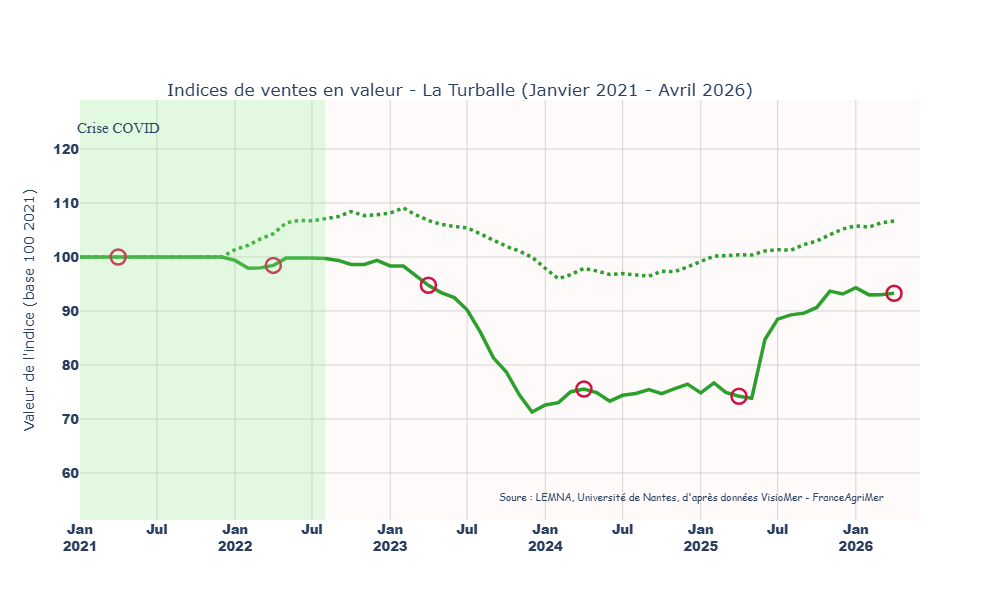 Indices de ventes en valeur - La Turballe (Janvier 2021 - Avril 2026)
Crise COVID
Valeur de l'indice (base 100 2021)
120
110
100
90
80
70
60
Soure : LEMNA, Université de Nantes, d'après données VisioMer - FranceAgriMer
Jan Jul Jan Jul Jan Jul Jan Jul Jan Jul Jan
2021 2022 2023 2024 2025 2026